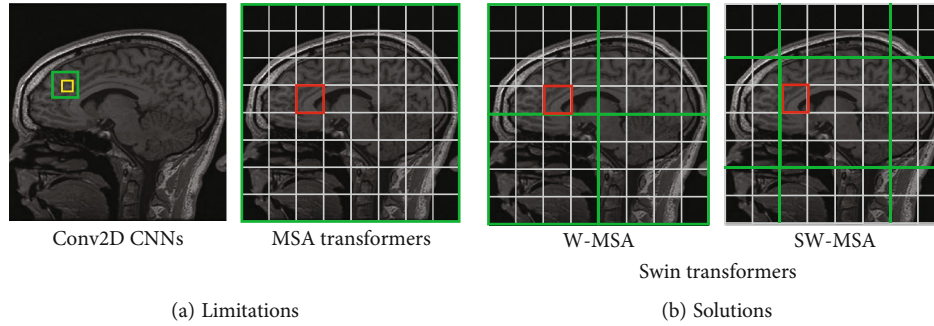 Conv2D CNNs
MSA transformers
W-MSA
SW-MSA
Swin transformers
(a) Limitations
(b) Solutions